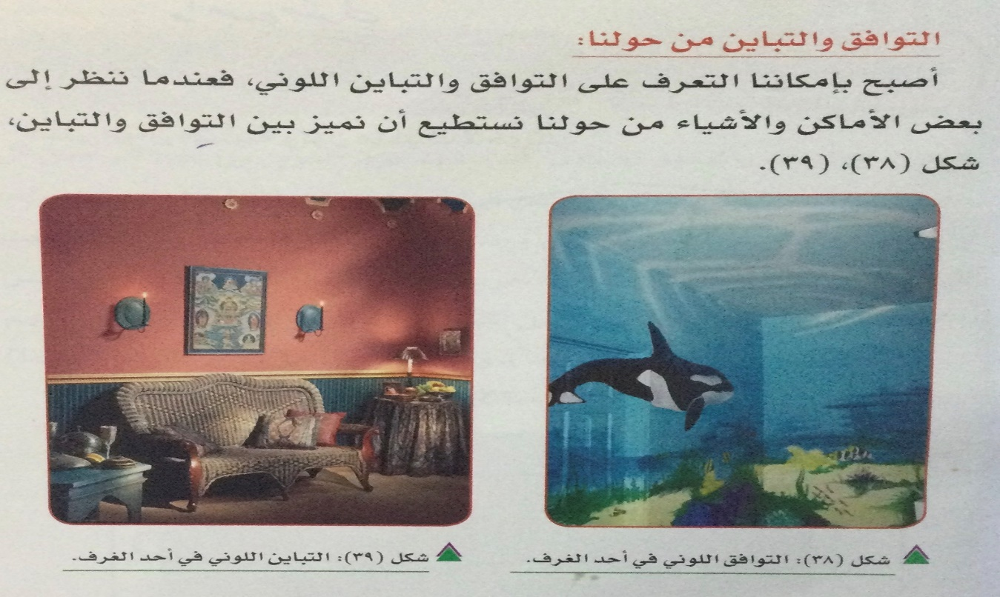 التوافق والتباين من حولنا:
أصبح بإمكاننا التعرف على التوافق والتباين اللوني، فعندما ننظر إلى
بعض الأماكن والأشياء من حولنا نستطيع أن نميز بين التوافق والتباين،
شكل (٣٨)، (٣٩).
شكل (٣٨): التوافق اللوني في أحد الغرف.
شكل (٣٩): التباين اللوني في أحد الغرف.